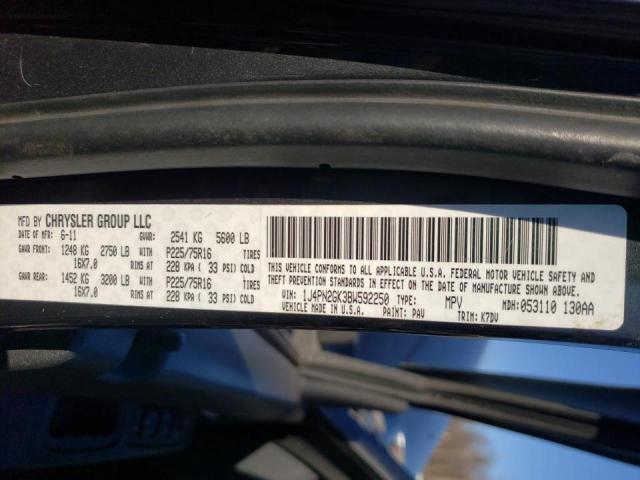 MFD BY CHRYSLER GROUP LLC
DATE OF MFR: 6-11 GVWR: 2541 KG 5600 LB
GAWR FRONT: P225/75R16 TIRES
1248 KG 2750 LB 16X7.0 RIMS AT 228 KPA ( 33 PSI) COLD
GAWR REAR: P225/75R16 TIRES
1452 KG 3200 LB 16X7.0 RIMS AT 228 KPA ( 33 PSI) COLD
THIS VEHICLE CONFORMS TO ALL APPLICABLE U.S.A. FEDERAL MOTOR VEHICLE SAFETY AND
THEFT PREVENTION STANDARDS IN EFFECT ON THE DATE OF MANUFACTURE SHOWN ABOVE.
VIN: 1J4PN2GK3BW592250 TYPE: MPV MDH: 053110 130AA
VEHICLE MADE IN U.S.A. PAINT: PAV TRIM: K7DV